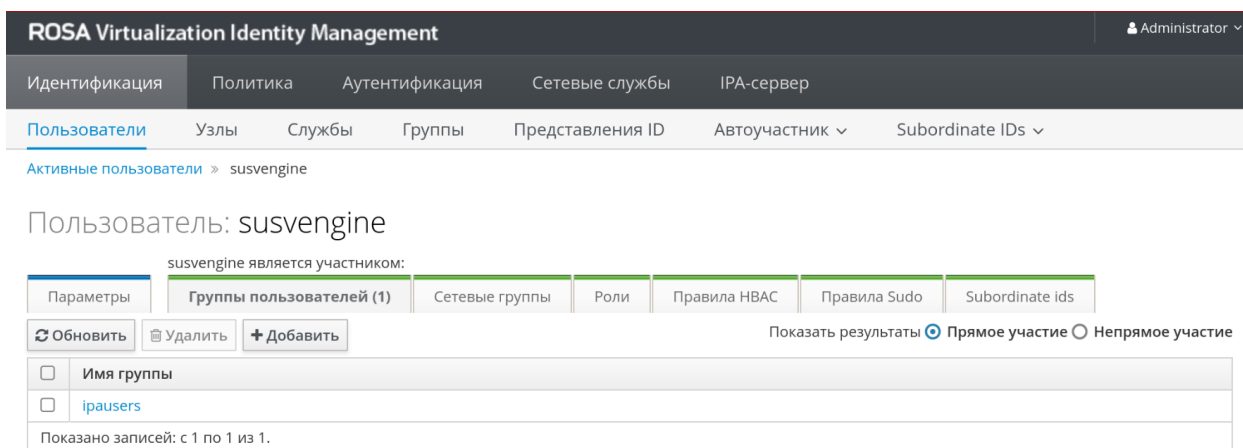 ROSA Virtualization Identity Management Administrator
Идентификация Политика Аутентификация Сетевые службы IPA-сервер
Пользователи Узлы Службы Группы Представления ID Автоучастник Subordinate IDs
Активные пользователи » susvengine
Пользователь: susvengine
susvengine является участником:
Параметры Группы пользователей (1) Сетевые группы Роли Правила HBAC Правила Sudo Subordinate ids
Обновить Удалить Добавить Показать результаты Прямое участие Непрямое участие
Имя группы
ipausers
Показано записей: с 1 по 1 из 1.